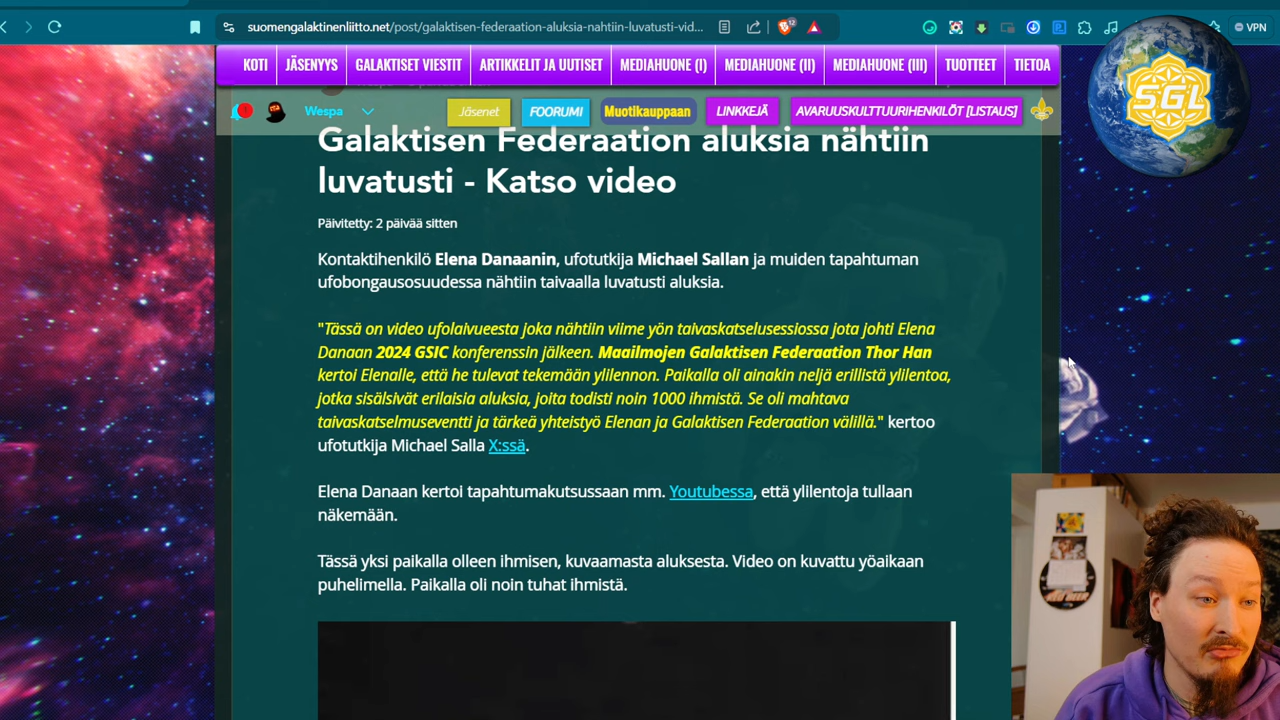 suomengalaktinenliitto.net/post/galaktisen-federaation-aluksia-nahtiin-luvatusti-vid...
12
VPN
KOTI JÄSENYYS GALAKTISET VIESTIT ARTIKKELIT JA UUTISET MEDIAHUONE (I) MEDIAHUONE (II) MEDIAHUONE (III) TUOTTEET TIETOA
SGL
1 Wespa Jäsenet FOORUMI Muotikauppaan LINKKEJÄ AVARUUSKULTTUURIHENKILÖT [LISTAUS]
Galaktisen Federaation aluksia nähtiin
luvatusti - Katso video
Päivitetty: 2 päivää sitten
Kontaktihenkilö Elena Danaanin, ufotutkija Michael Sallan ja muiden tapahtuman
ufobongausosuudessa nähtiin taivaalla luvatusti aluksia.
"Tässä on video ufolaivueesta joka nähtiin viime yön taivaskatselusessiossa jota johti Elena
Danaan 2024 GSIC konferenssin jälkeen. Maailmojen Galaktisen Federaation Thor Han
kertoi Elenalle, että he tulevat tekemään ylilennon. Paikalla oli ainakin neljä erillistä ylilentoa,
jotka sisälsivät erilaisia aluksia, joita todisti noin 1000 ihmistä. Se oli mahtava
taivaskatselmuseventti ja tärkeä yhteistyö Elenan ja Galaktisen Federaation välillä." kertoo
ufotutkija Michael Salla X:ssä.
Elena Danaan kertoi tapahtumakutsussaan mm. Youtubessa, että ylilentoja tullaan
näkemään.
Tässä yksi paikalla olleen ihmisen, kuvaamasta aluksesta. Video on kuvattu yöaikaan
puhelimella. Paikalla oli noin tuhat ihmistä.